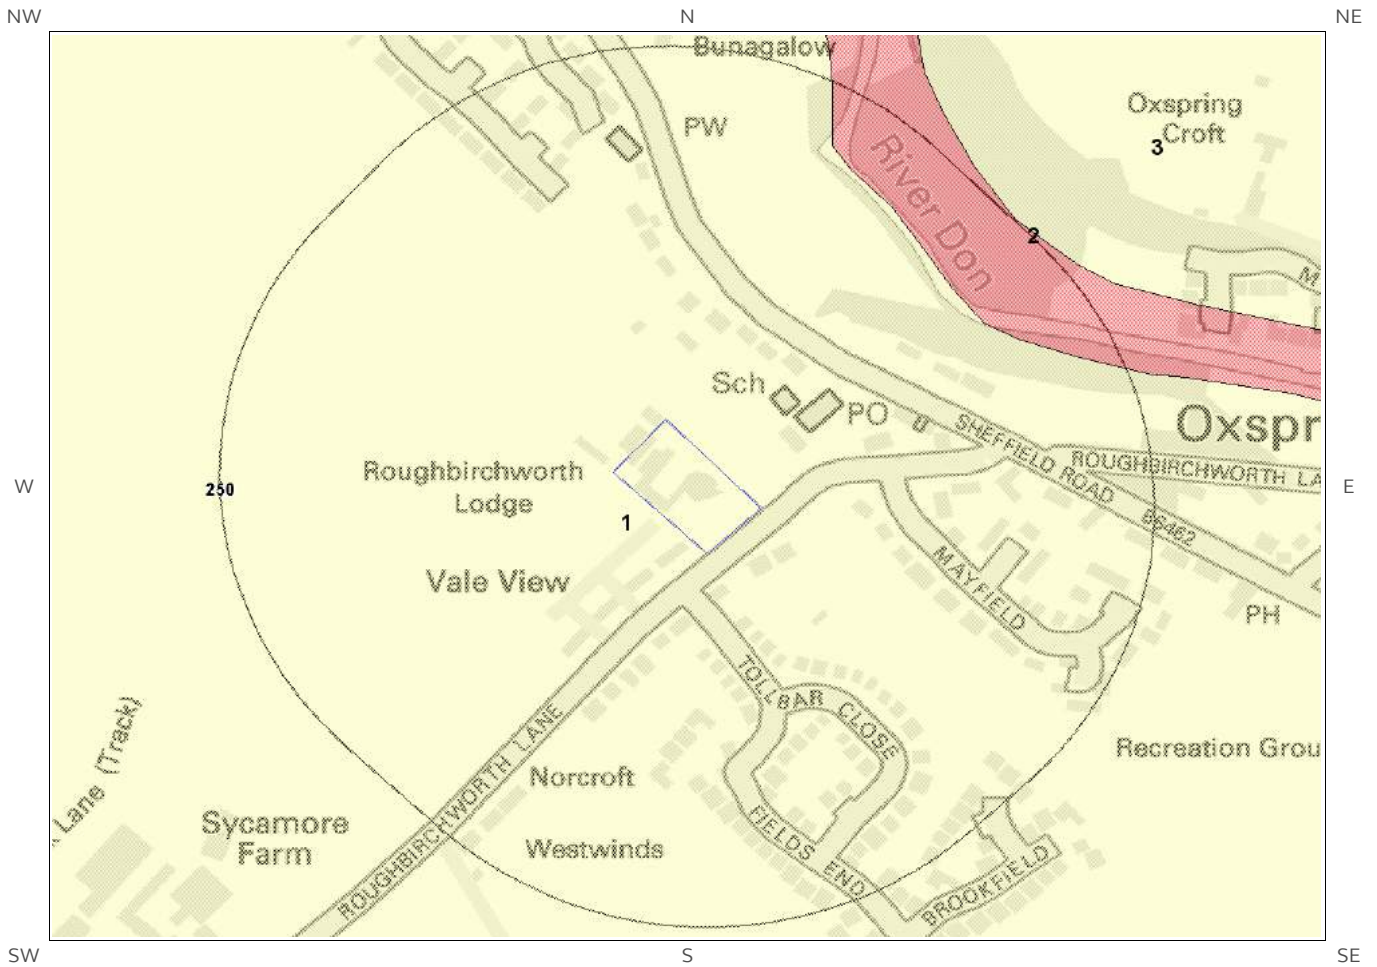 NW
N
NE
Bunagalow
PW
Oxspring
Croft
3
River Don
2
M
Sch
PO
SHEFFIELD ROAD
B6462
Oxspr
ROUGHBIRCHWORTH LA
W
250
Roughbirchworth
Lodge
1
E
Vale View
MAYFIELD
PH
TOLLBAR CLOSE
Lane (Track)
ROUGHBIRCHWORTH LANE
Norcroft
Recreation Grou
Sycamore
Farm
Westwinds
FIELDS END
BROOKFIELD
SW
S
SE